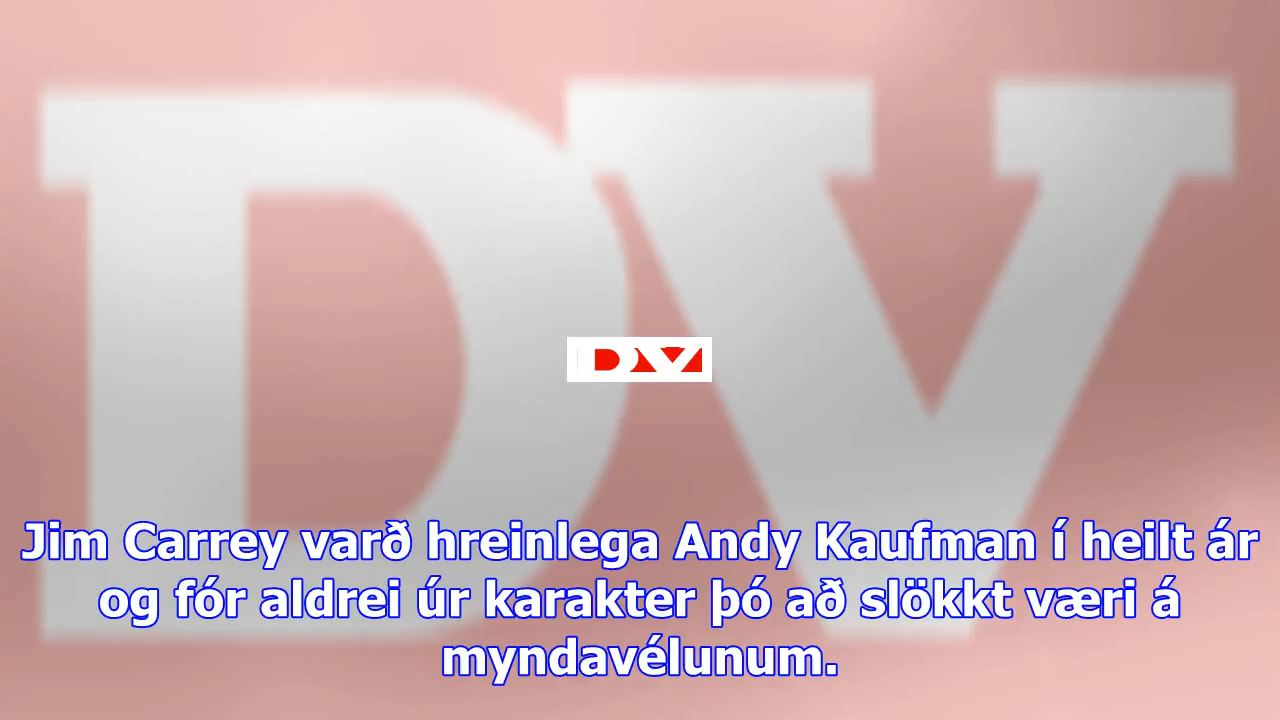 DV
DV
Jim Carrey varð hreinlega Andy Kaufman í heilt ár
og fór aldrei úr karakter þó að slökkt væri á
myndavélunum.